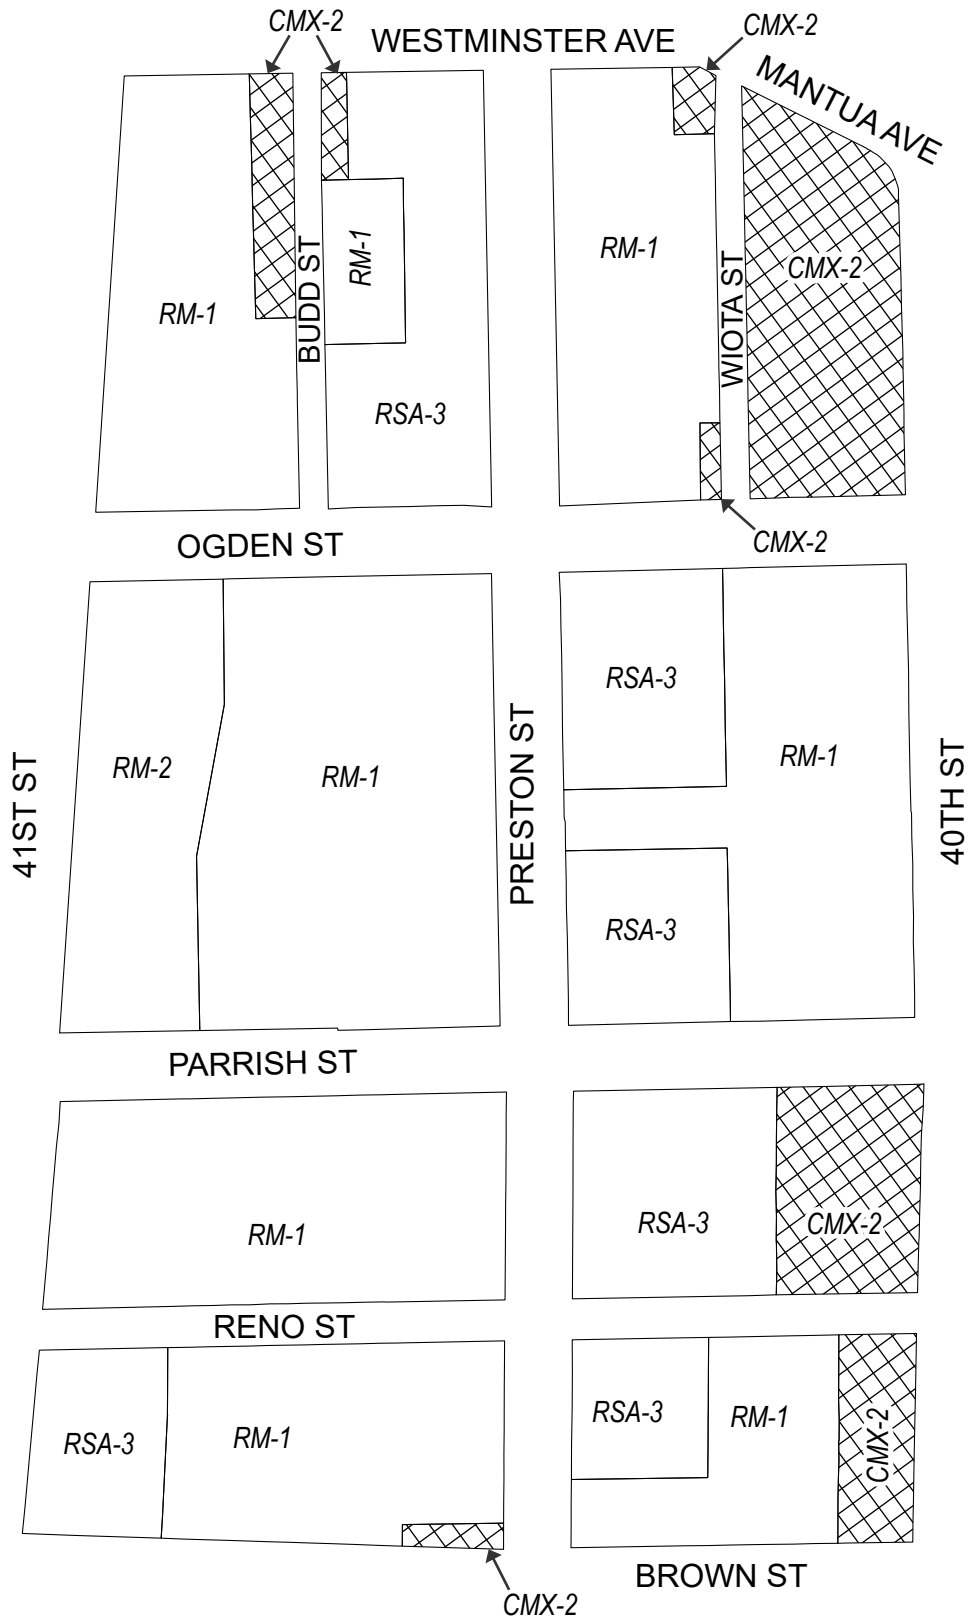 CMX-2
WESTMINSTER AVE
CMX-2
MANTUA AVE
RM-1
BUDD ST
RM-1
RSA-3
RM-1
WIOTA ST
CMX-2
OGDEN ST
CMX-2
41ST ST
RM-2
RM-1
PRESTON ST
RSA-3
RM-1
RSA-3
40TH ST
PARRISH ST
RM-1
RSA-3
CMX-2
RENO ST
RSA-3
RM-1
RSA-3
RM-1
CMX-2
BROWN ST
CMX-2